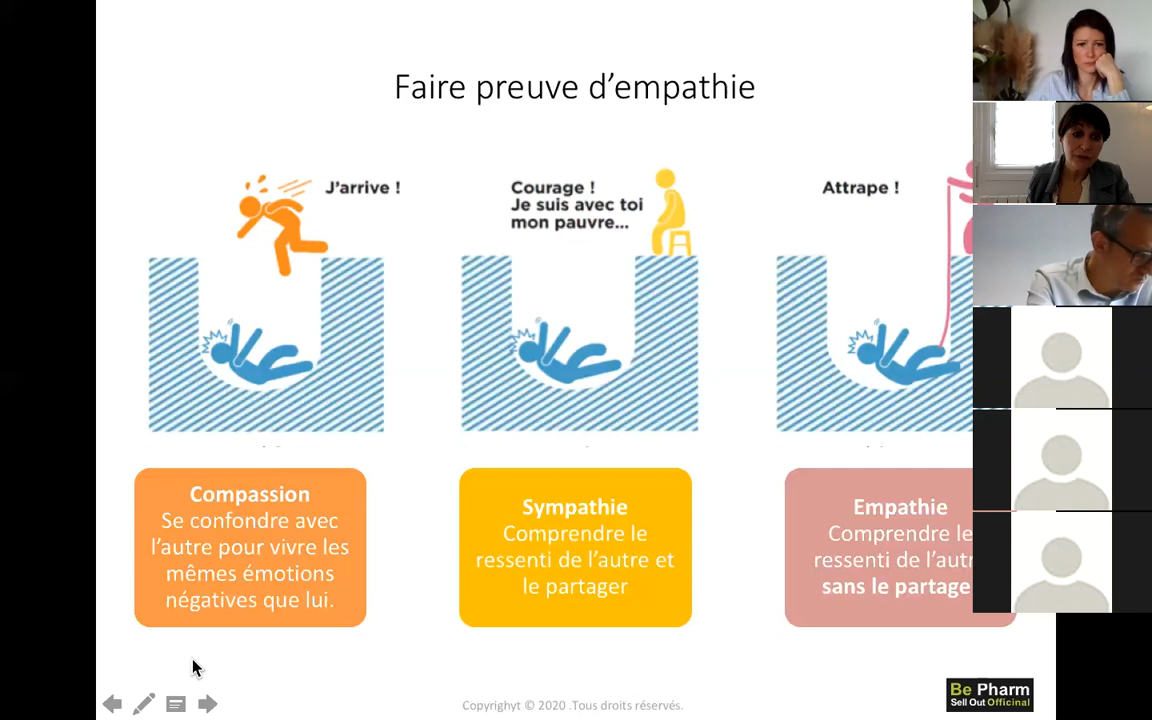 Faire preuve d'empathie
J'arrive !
Courage !
Je suis avec toi
mon pauvre...
Attrape !
Compassion
Se confondre avec
l'autre pour vivre les
mêmes émotions
négatives que lui.
Sympathie
Comprendre le
ressenti de l'autre et
le partager
Empathie
Comprendre le
ressenti de l'autr
sans le partage
Copyrighyt © 2020 .Tous droits réservés.
Be Pharm
Sell Out Officinal